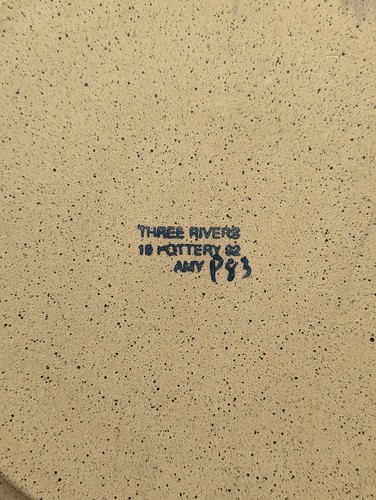 THREE RIVERS
19 POTTERY 92
AMY P83